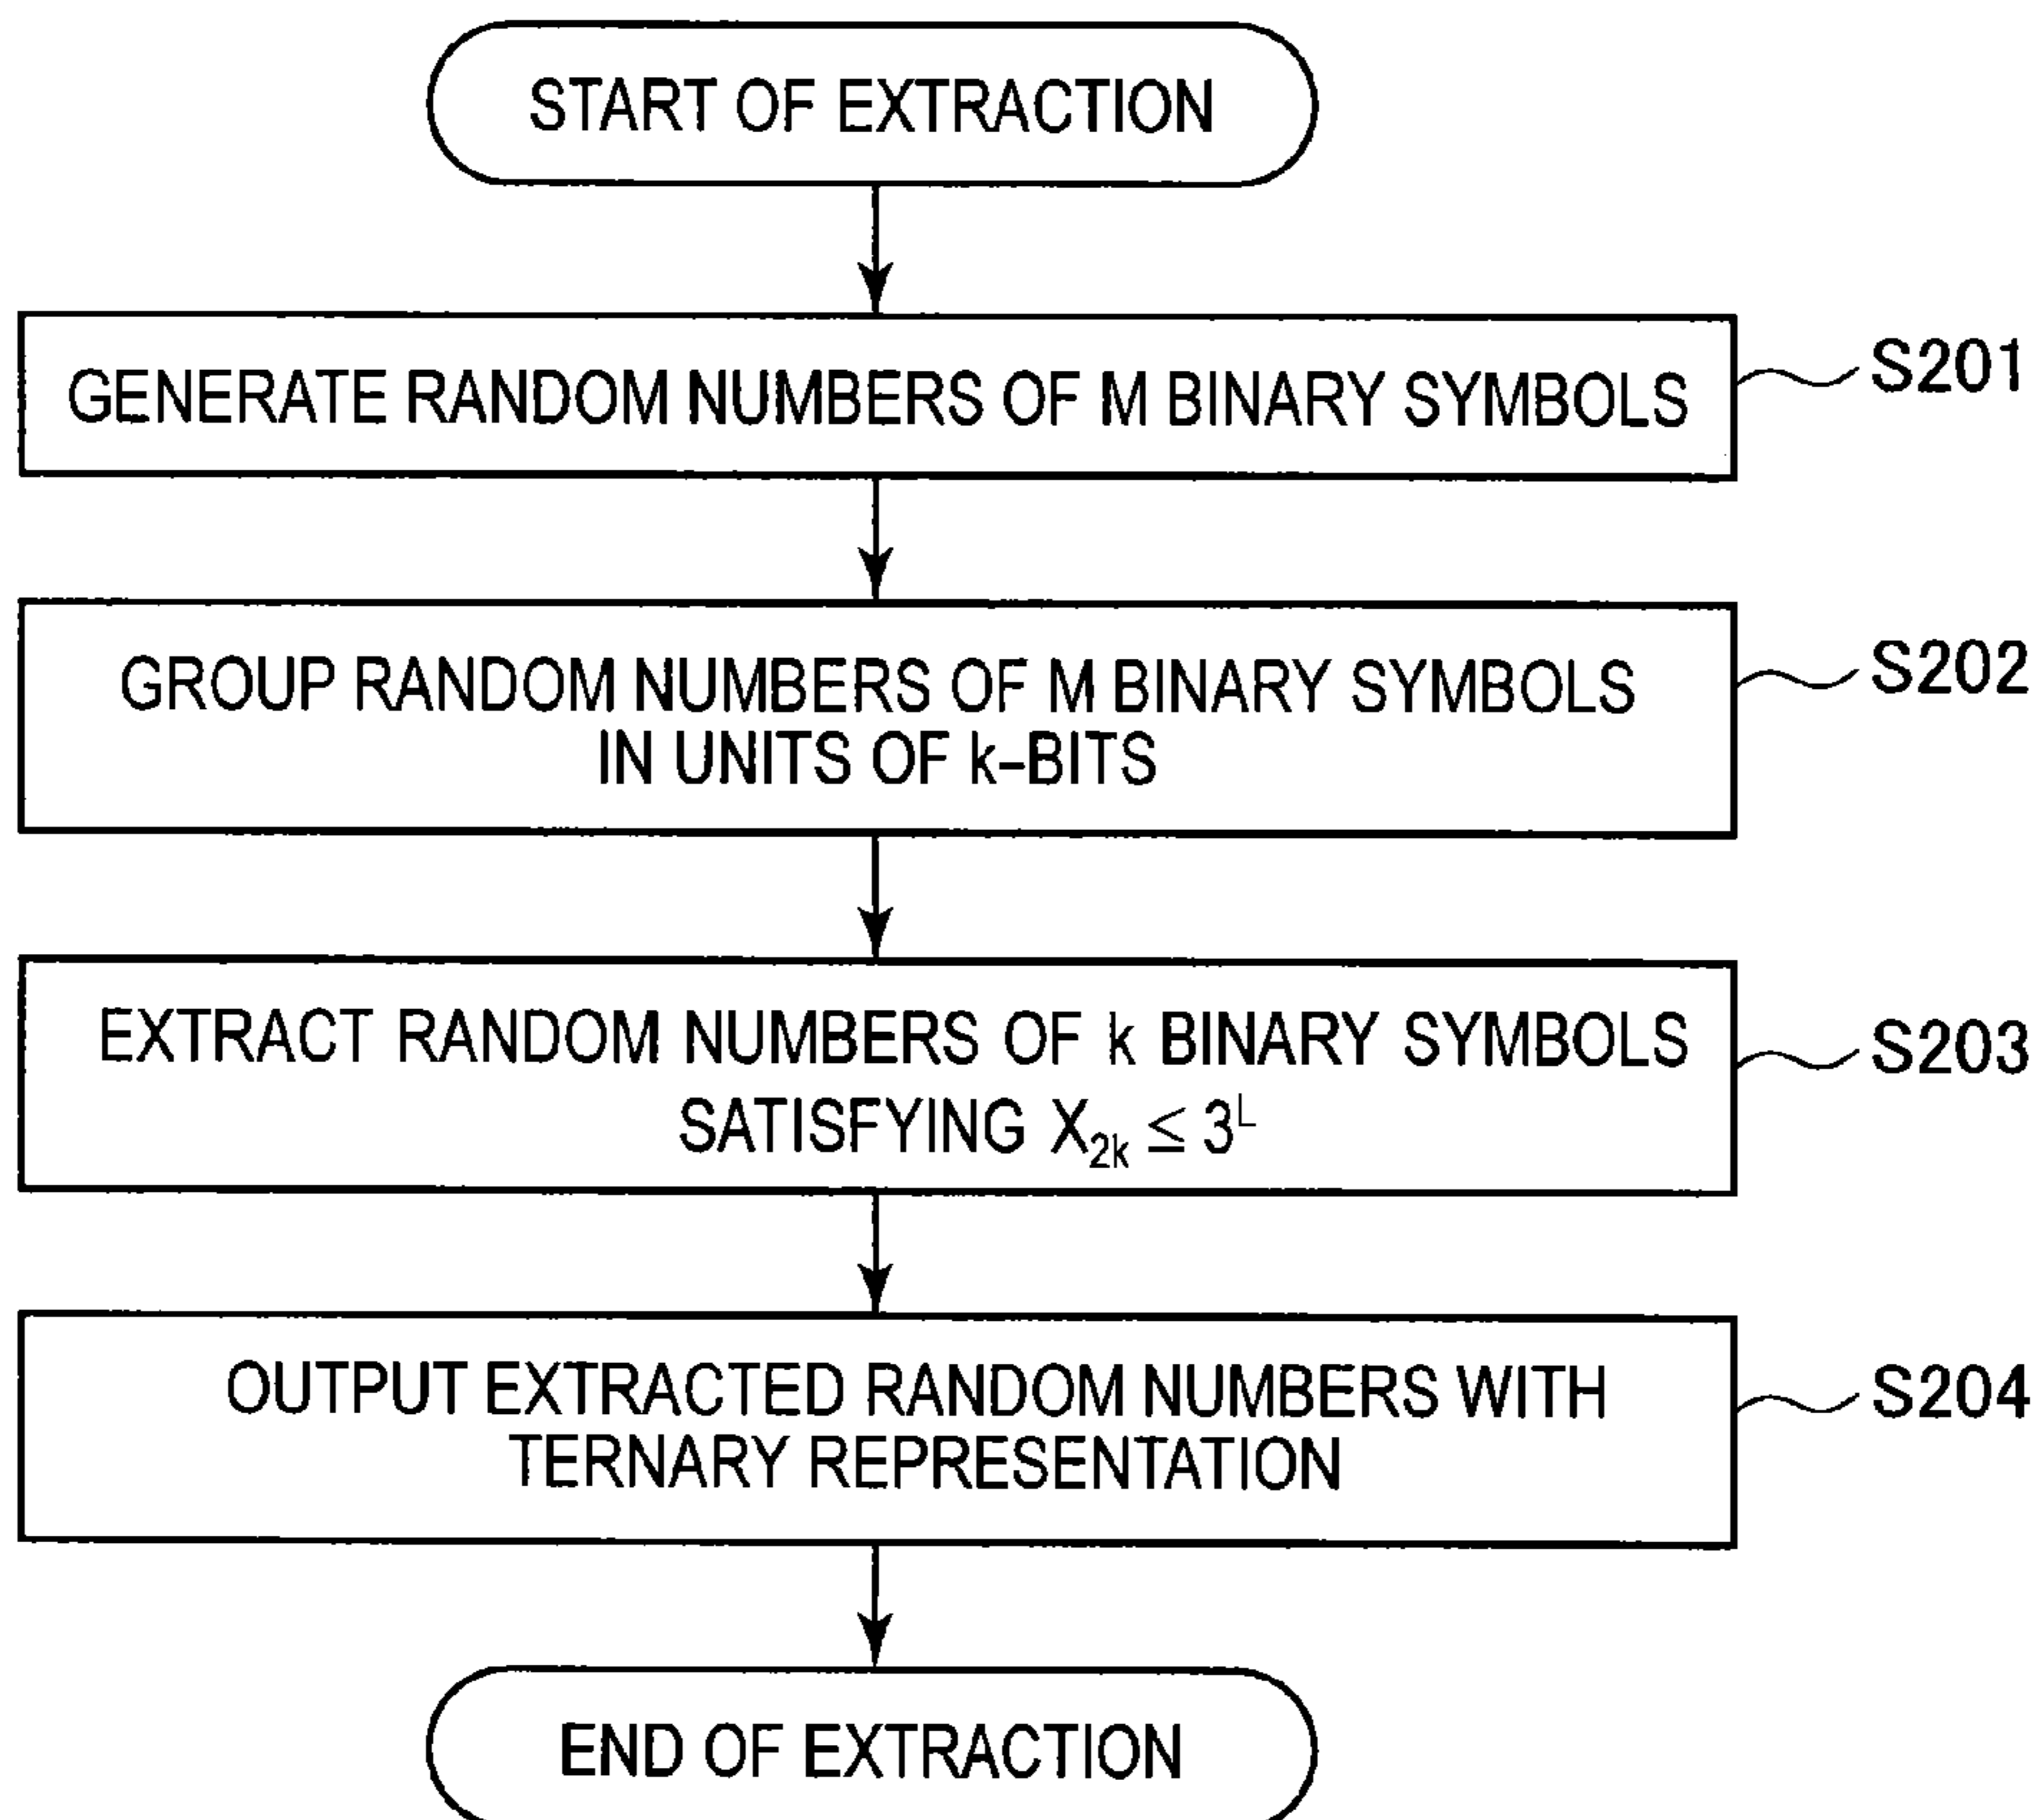 START OF EXTRACTION
GENERATE RANDOM NUMBERS OF M BINARY SYMBOLS
S201
GROUP RANDOM NUMBERS OF M BINARY SYMBOLS
IN UNITS OF k-BITS
S202
EXTRACT RANDOM NUMBERS OF k BINARY SYMBOLS
SATISFYING X₂ₖ ≤ 3ᴸ
S203
OUTPUT EXTRACTED RANDOM NUMBERS WITH
TERNARY REPRESENTATION
S204
END OF EXTRACTION